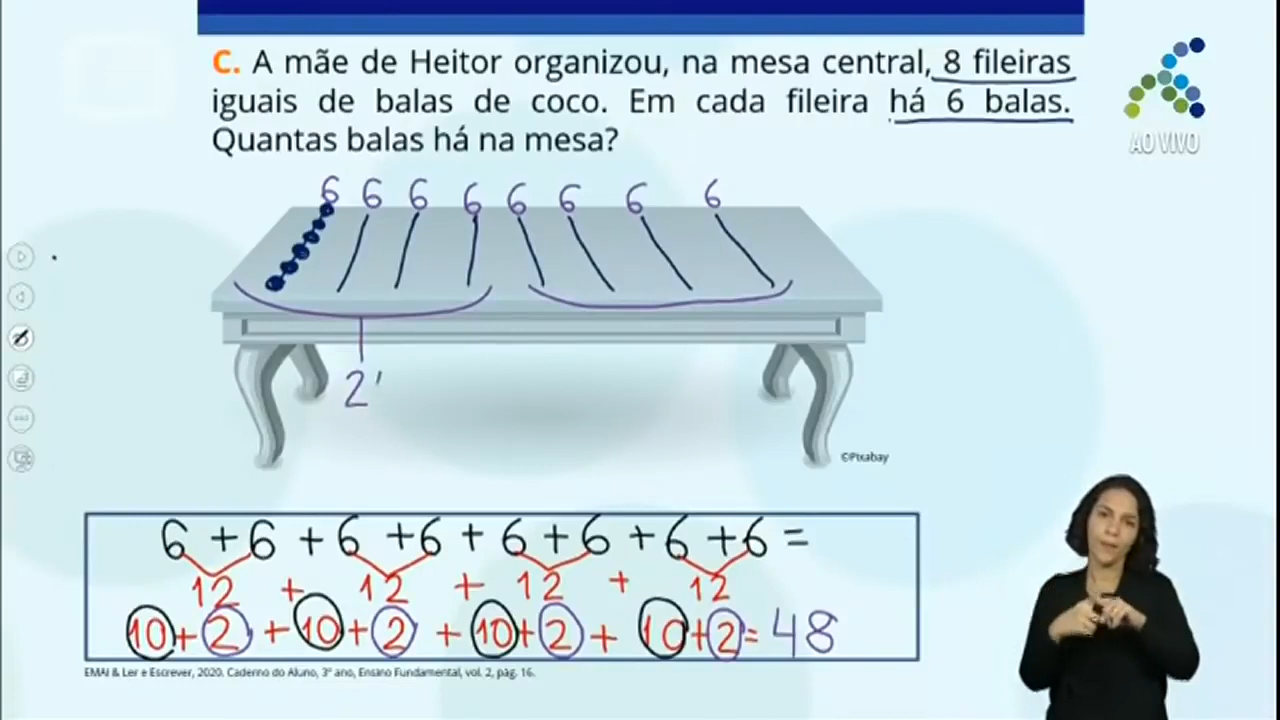 C. A mãe de Heitor organizou, na mesa central, 8 fileiras
iguais de balas de coco. Em cada fileira há 6 balas.
Quantas balas há na mesa?
AO VIVO
6 6 6 6 6 6 6 6
2'
©Pixabay
6 + 6 + 6 + 6 + 6 + 6 + 6 + 6 =
12 + 12 + 12 + 12
10 + 2 + 10 + 2 + 10 + 2 + 10 + 2 = 48
EMAI & Ler e Escrever, 2020. Caderno do Aluno, 3º ano, Ensino Fundamental, vol. 2, pág. 16.